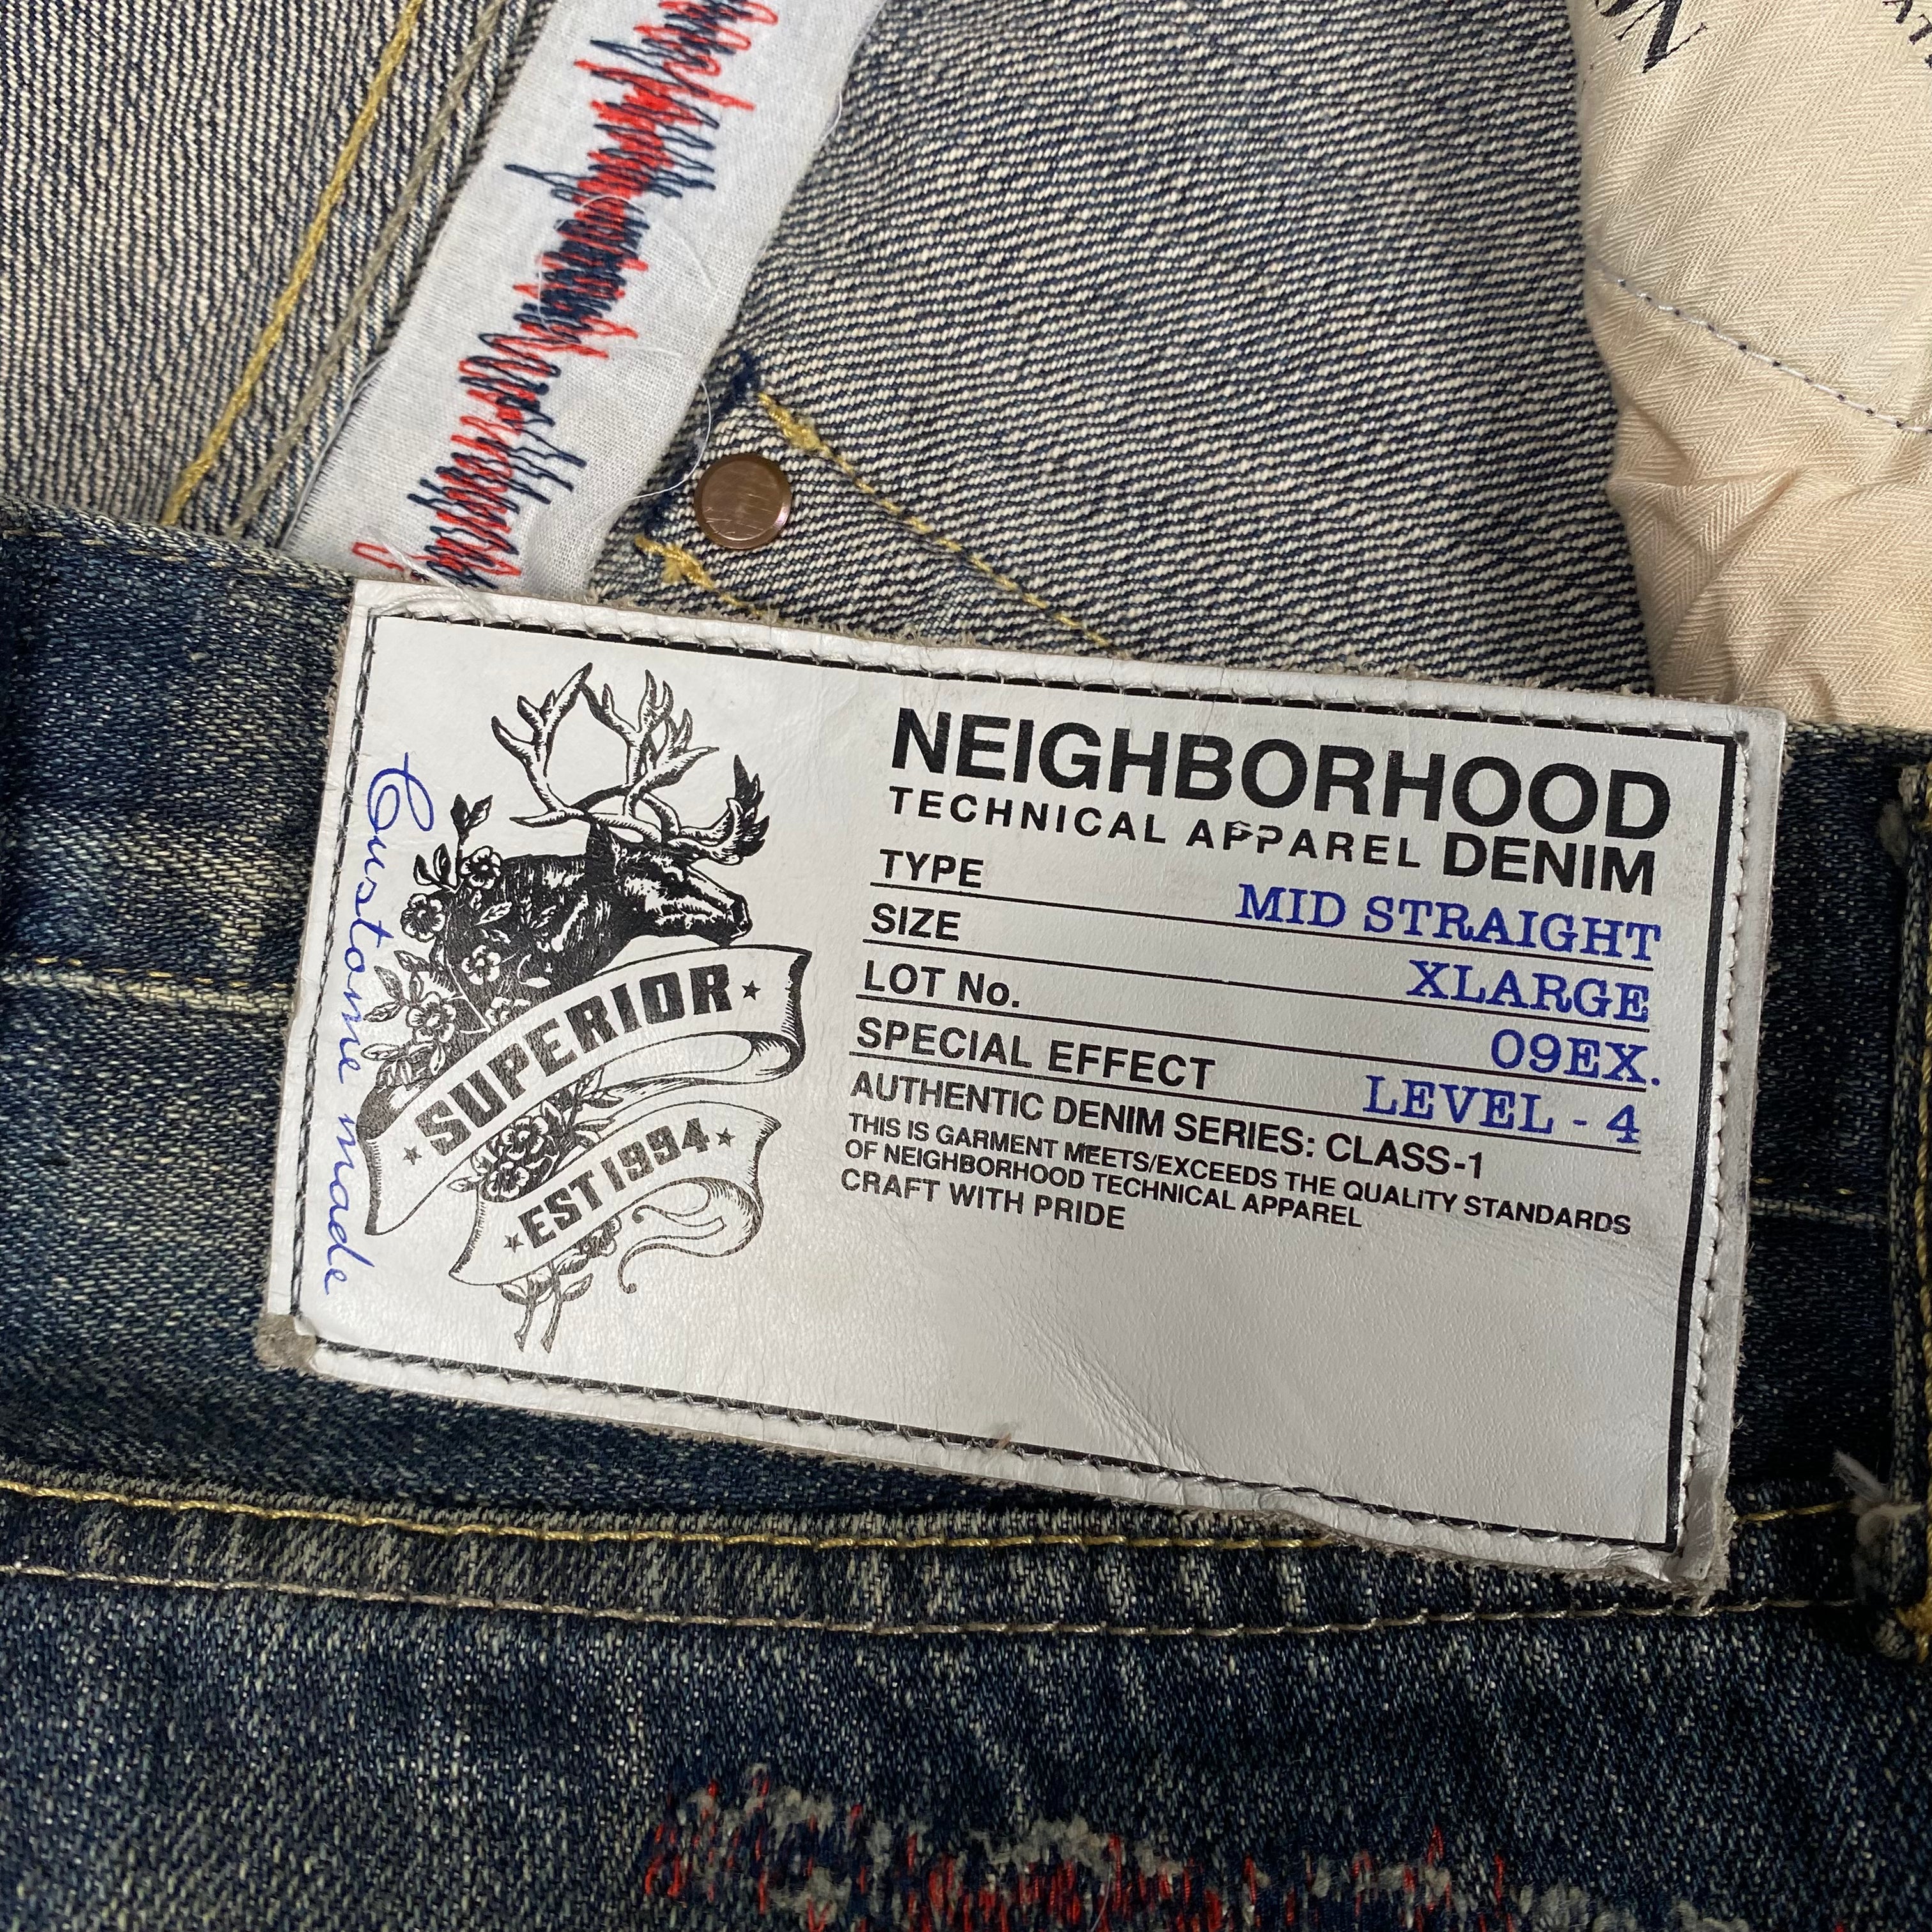 NEIGHBORHOOD
TECHNICAL APPAREL DENIM
TYPE MID STRAIGHT
SIZE XLARGE
LOT No. 09EX.
SPECIAL EFFECT LEVEL - 4
AUTHENTIC DENIM SERIES: CLASS-1
THIS IS GARMENT MEETS/EXCEEDS THE QUALITY STANDARDS
OF NEIGHBORHOOD TECHNICAL APPAREL
CRAFT WITH PRIDE
Custome made
SUPERIOR
EST 1994